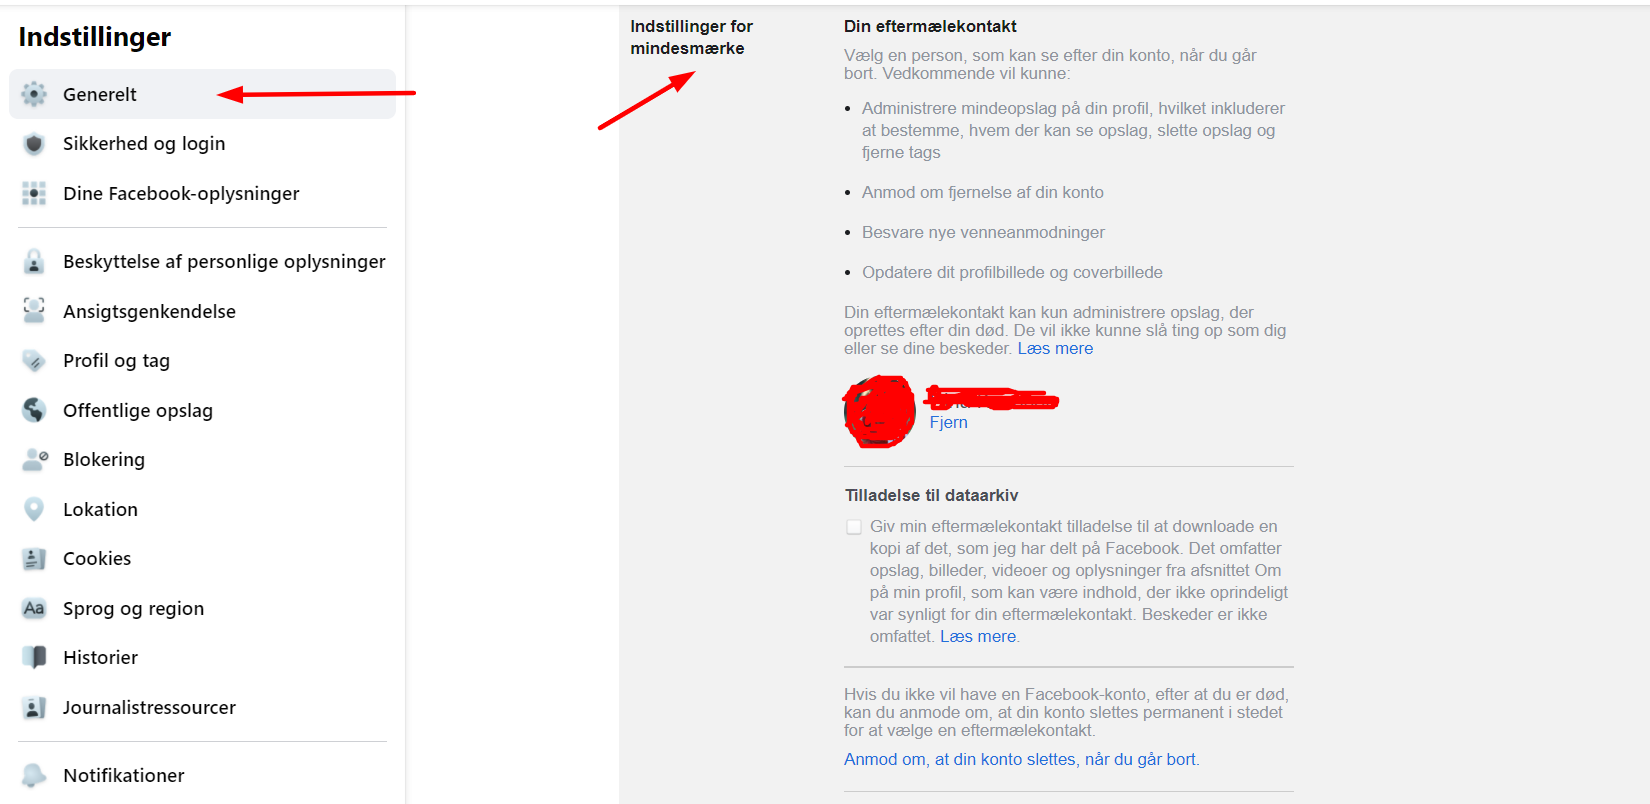 Indstillinger
Generelt
Sikkerhed og login
Dine Facebook-oplysninger
Beskyttelse af personlige oplysninger
Ansigtsgenkendelse
Profil og tag
Offentlige opslag
Blokering
Lokation
Cookies
Aa
Sprog og region
Historier
Journalistressourcer
Notifikationer
Indstillinger for
mindesmærke
Din eftermælekontakt
Vælg en person, som kan se efter din konto, når du går
bort. Vedkommende vil kunne:
• Administrere mindeopslag på din profil, hvilket inkluderer
at bestemme, hvem der kan se opslag, slette opslag og
fjerne tags
• Anmod om fjernelse af din konto
• Besvare nye venneanmodninger
• Opdatere dit profilbillede og coverbillede
Din eftermælekontakt kan kun administrere opslag, der
oprettes efter din død. De vil ikke kunne slå ting op som dig
eller se dine beskeder. Læs mere
Fjern
Tilladelse til dataarkiv
Giv min eftermælekontakt tilladelse til at downloade en
kopi af det, som jeg har delt på Facebook. Det omfatter
opslag, billeder, videoer og oplysninger fra afsnittet Om
på min profil, som kan være indhold, der ikke oprindeligt
var synligt for din eftermælekontakt. Beskeder er ikke
omfattet. Læs mere.
Hvis du ikke vil have en Facebook-konto, efter at du er død,
kan du anmode om, at din konto slettes permanent i stedet
for at vælge en eftermælekontakt.
Anmod om, at din konto slettes, når du går bort.